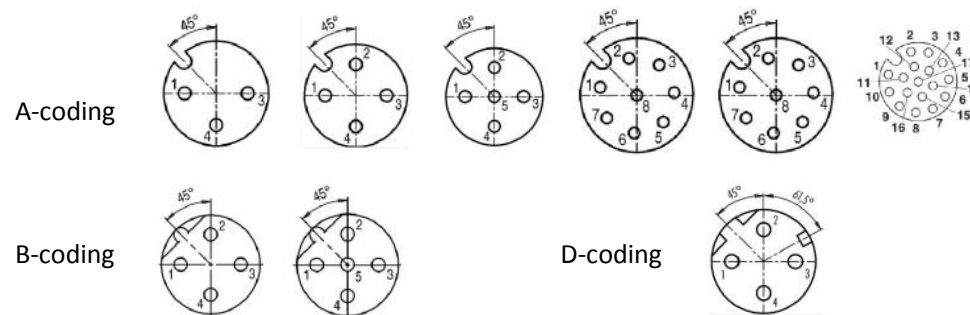 45° 45° 45° 45° 45°
A-coding
1 3 4
1 2 3 4
1 2 3 4 5
1 2 3 4 5 6 7 8
1 2 3 4 5 6 7 8
12 2 3 13
1 4
11 5
10 6
9 16 8 7 15
45° 45° 45° 61,5°
B-coding
D-coding
1 2 3 4
1 2 3 4 5
1 2 3 4